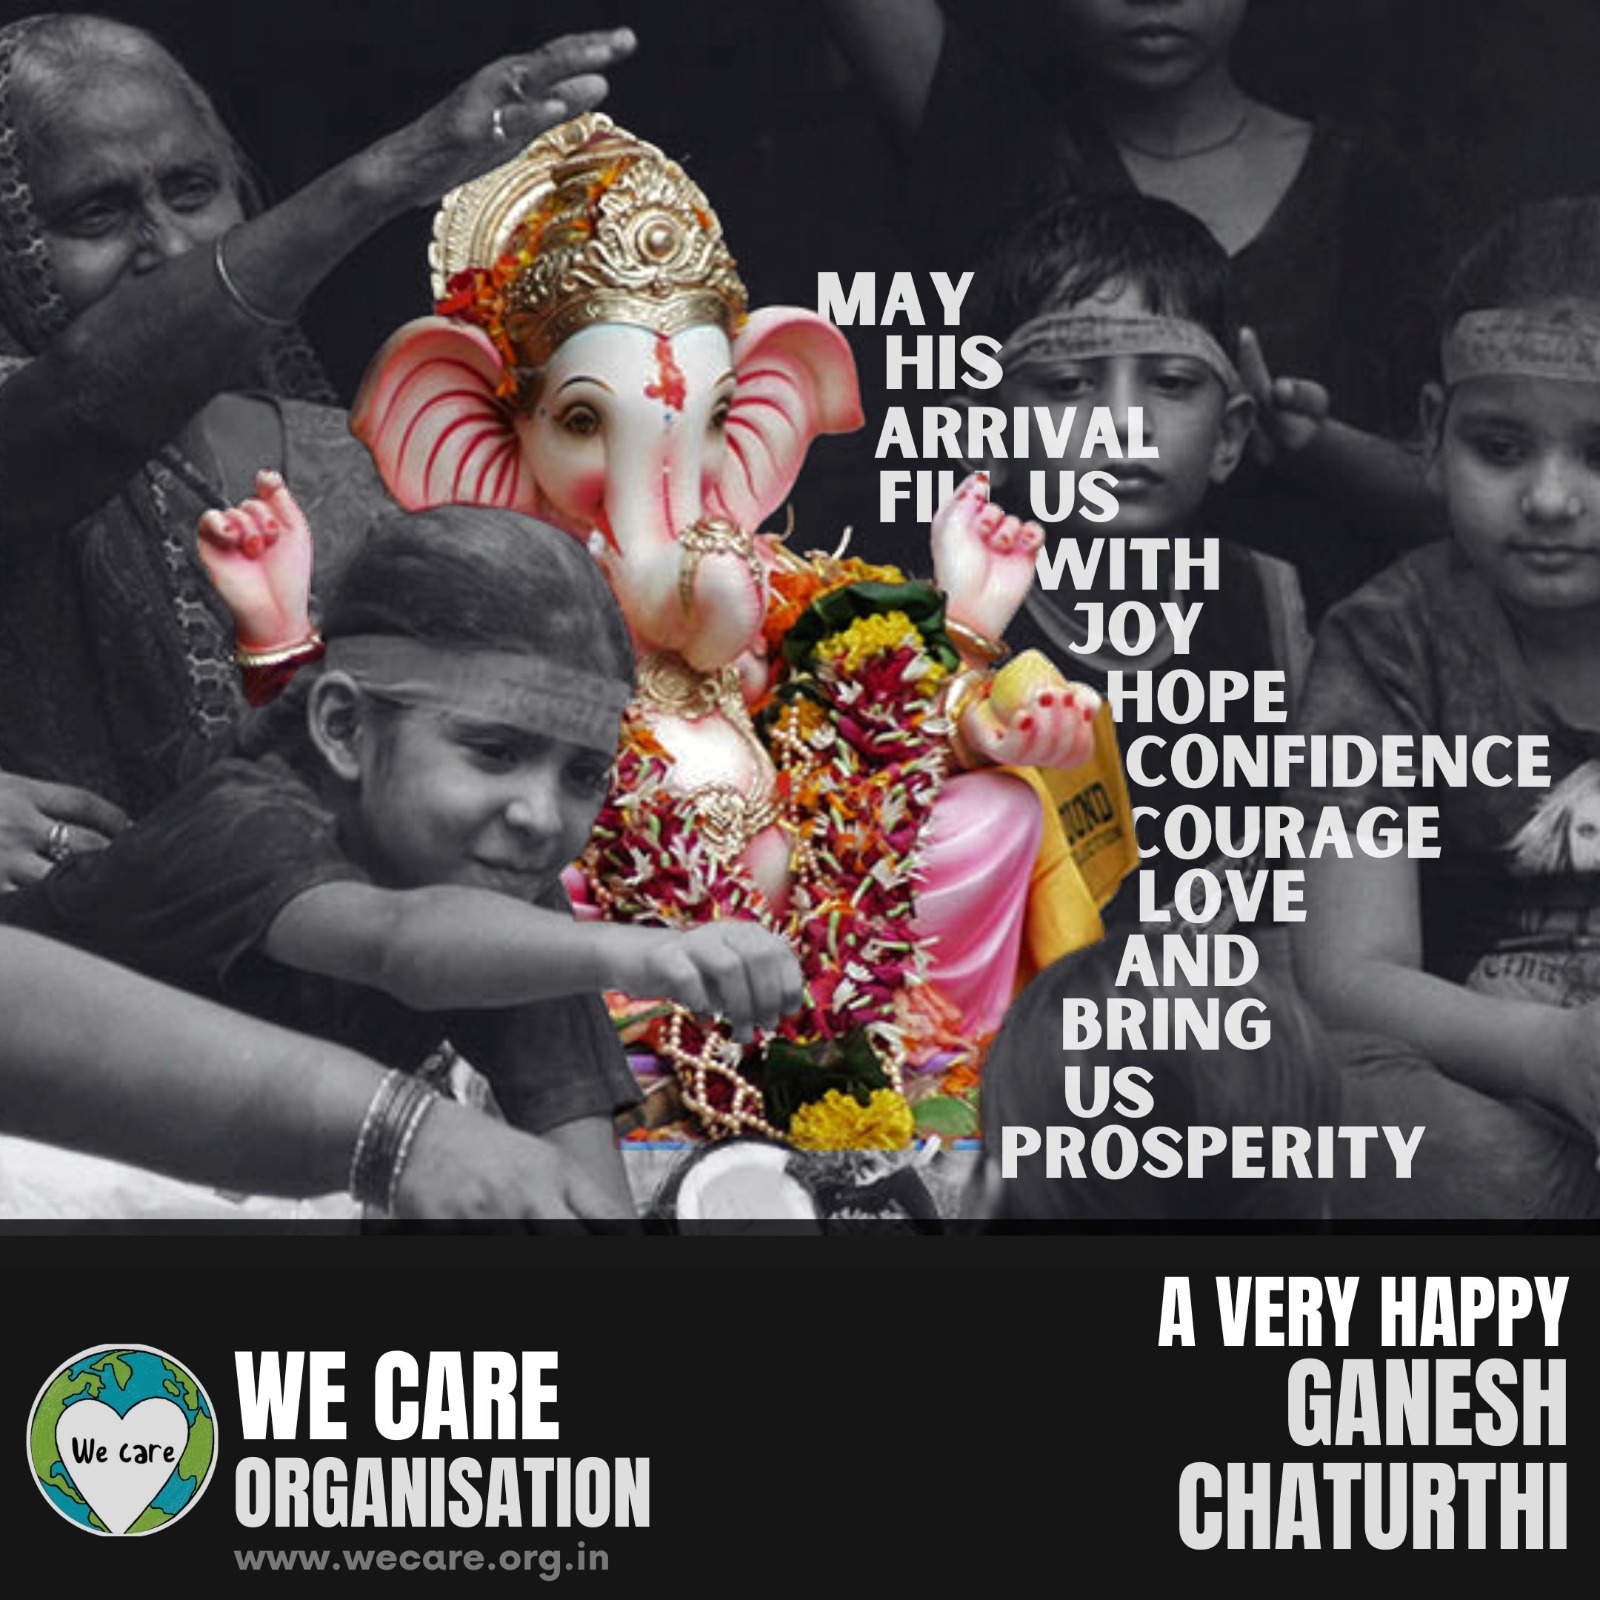 MAY
HIS
ARRIVAL
FILL US
WITH
JOY
HOPE
CONFIDENCE
COURAGE
LOVE
AND
BRING
US
PROSPERITY
A VERY HAPPY
GANESH
CHATURTHI
We care
WE CARE
ORGANISATION
www.wecare.org.in